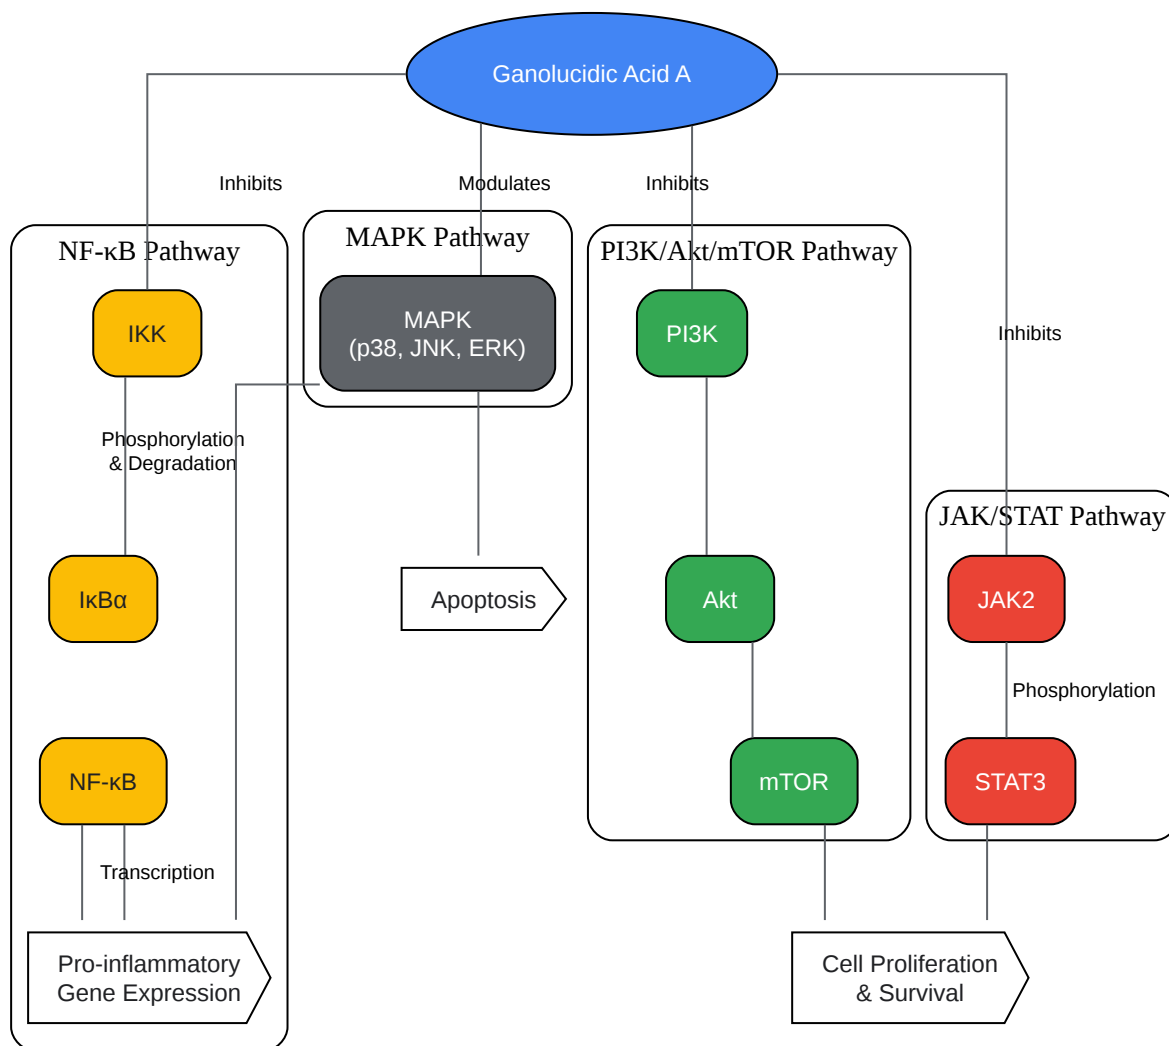 Ganolucidic Acid A
Inhibits
Modulates
Inhibits
NF-κB Pathway
MAPK Pathway
PI3K/Akt/mTOR Pathway
IKK
MAPK
(p38, JNK, ERK)
PI3K
Inhibits
Phosphorylation
& Degradation
JAK/STAT Pathway
IκBα
Apoptosis
Akt
JAK2
Phosphorylation
NF-κB
mTOR
STAT3
Transcription
Pro-inflammatory
Gene Expression
Cell Proliferation
& Survival